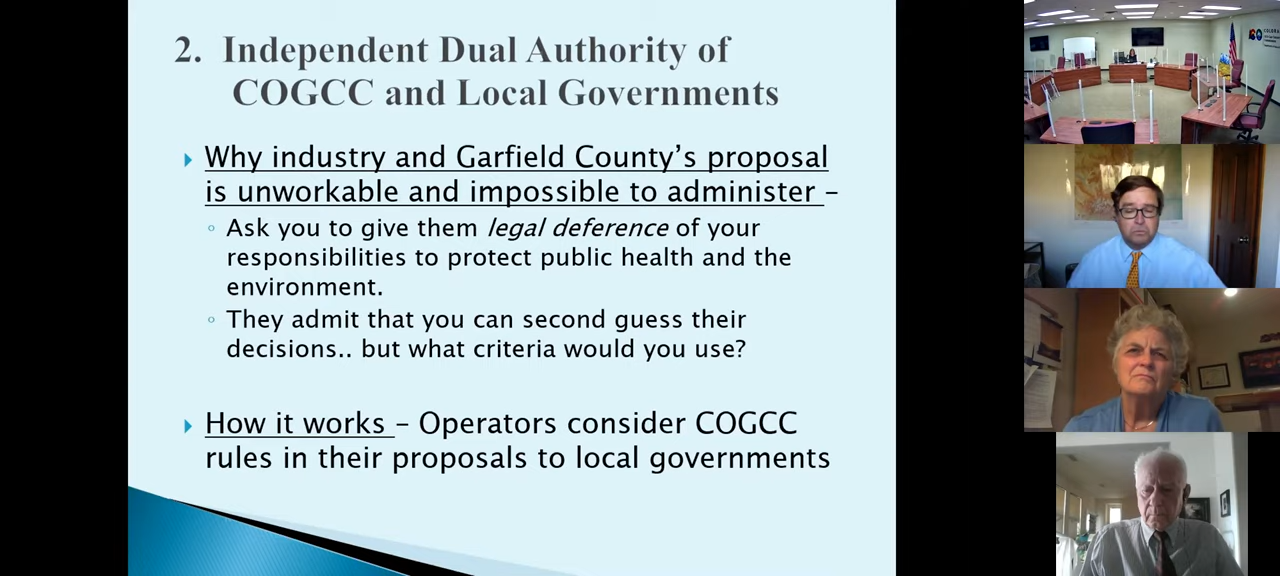 2. Independent Dual Authority of
COGCC and Local Governments
Why industry and Garfield County's proposal
is unworkable and impossible to administer –
Ask you to give them legal deference of your
responsibilities to protect public health and the
environment.
They admit that you can second guess their
decisions.. but what criteria would you use?
How it works – Operators consider COGCC
rules in their proposals to local governments